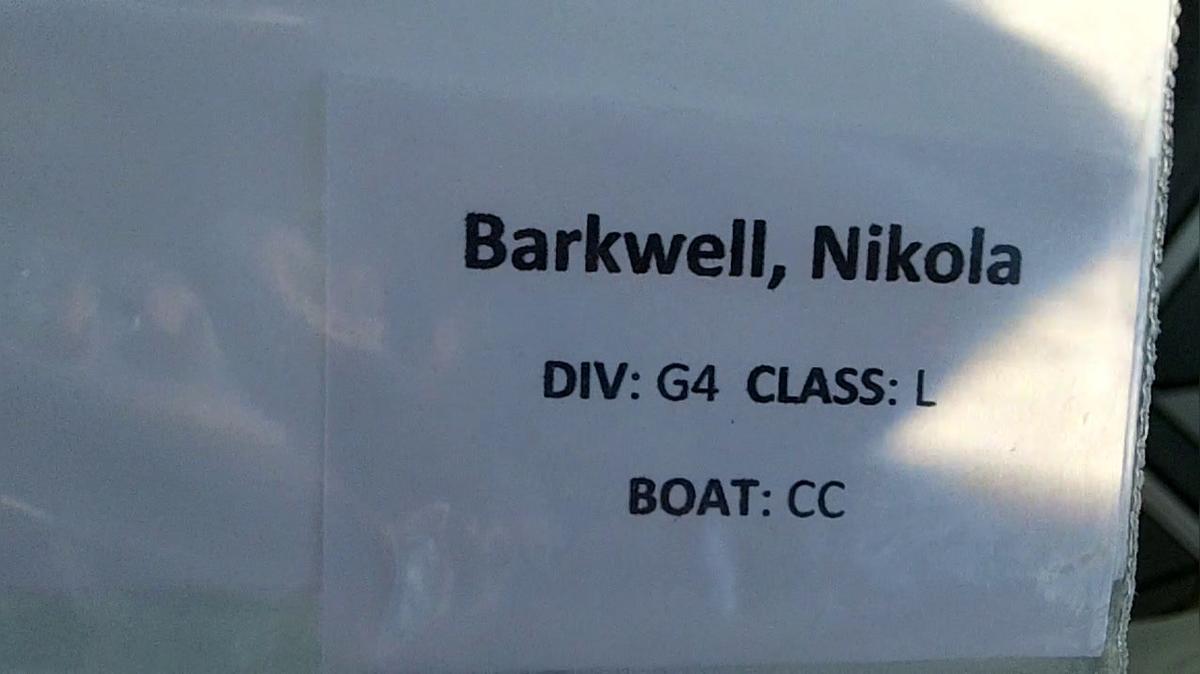 Barkwell, Nikola
DIV: G4 CLASS: L
BOAT: CC